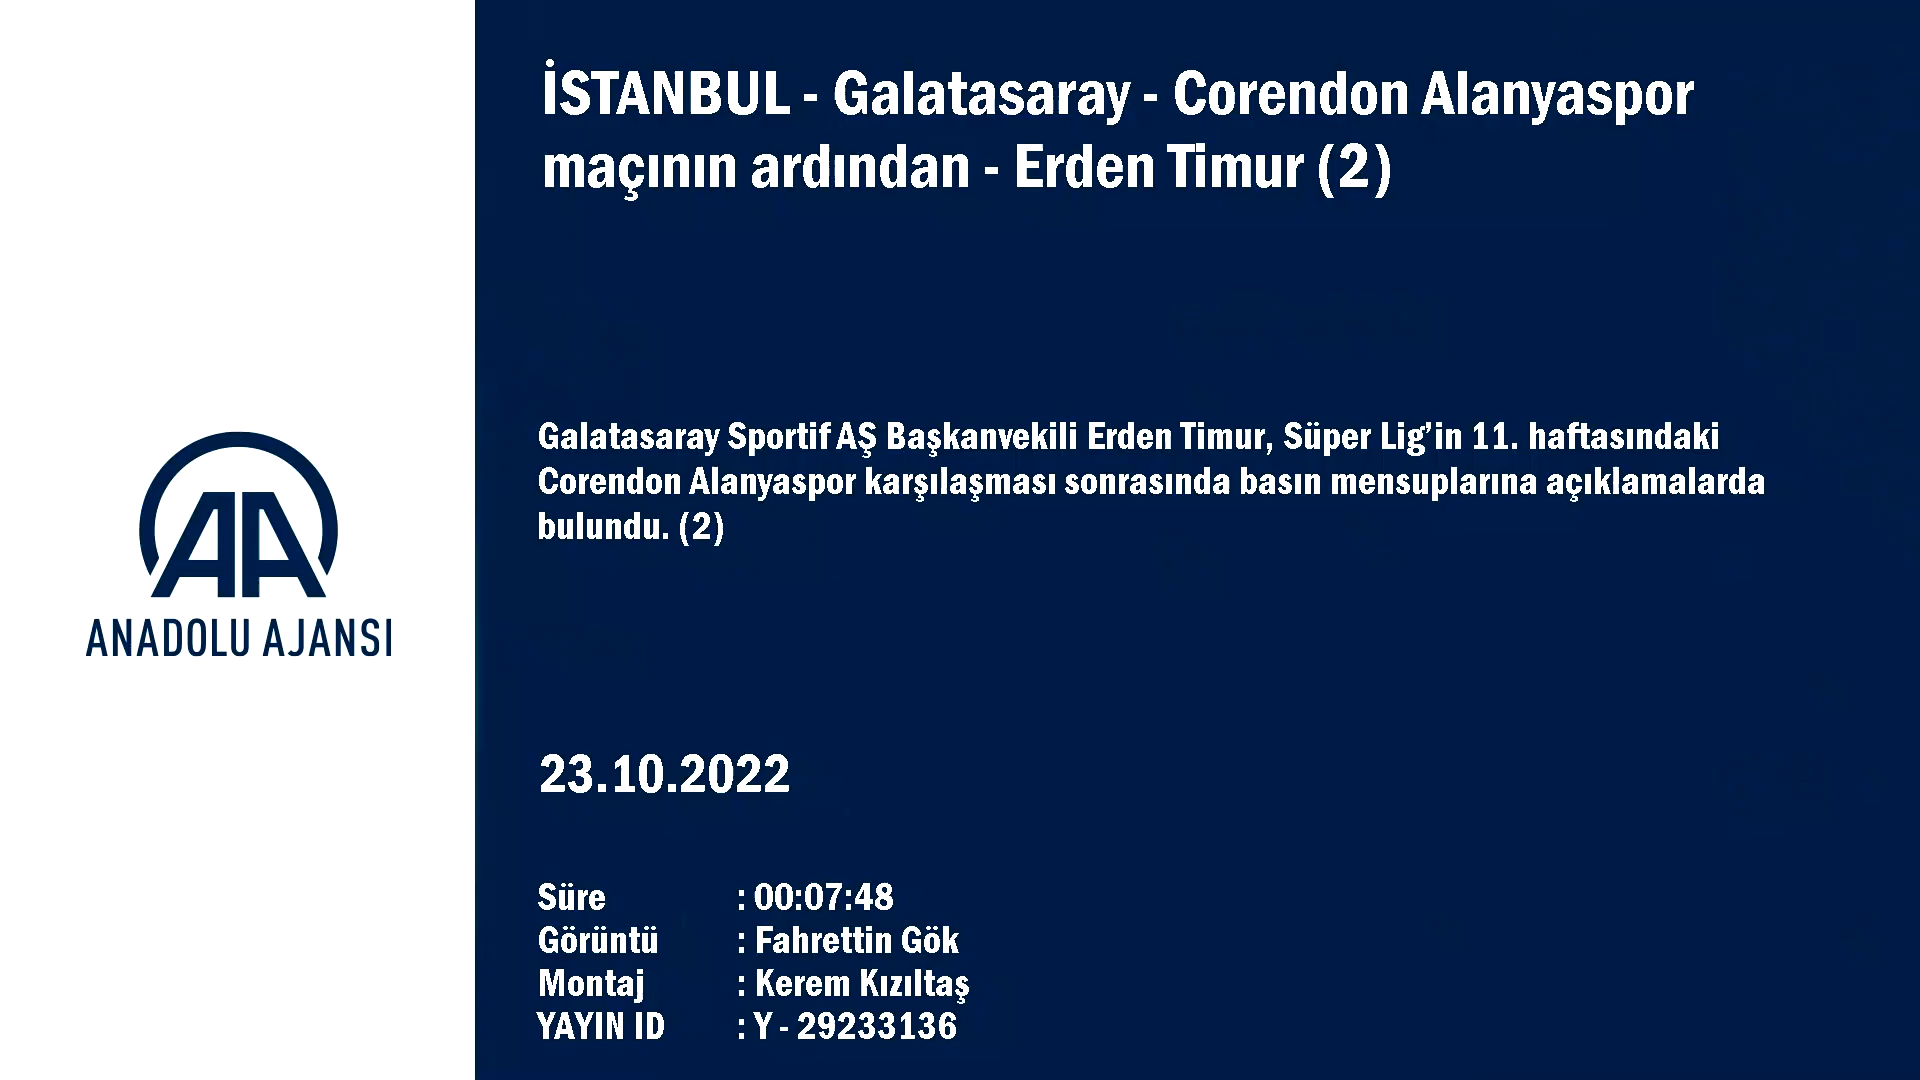 İSTANBUL - Galatasaray - Corendon Alanyaspor
maçının ardından - Erden Timur (2)
Galatasaray Sportif AŞ Başkanvekili Erden Timur, Süper Lig’in 11. haftasındaki
Corendon Alanyaspor karşılaşması sonrasında basın mensuplarına açıklamalarda
bulundu. (2)
AA
ANADOLU AJANSI
23.10.2022
Süre : 00:07:48
Görüntü : Fahrettin Gök
Montaj : Kerem Kızıltaş
YAYIN ID : Y - 29233136